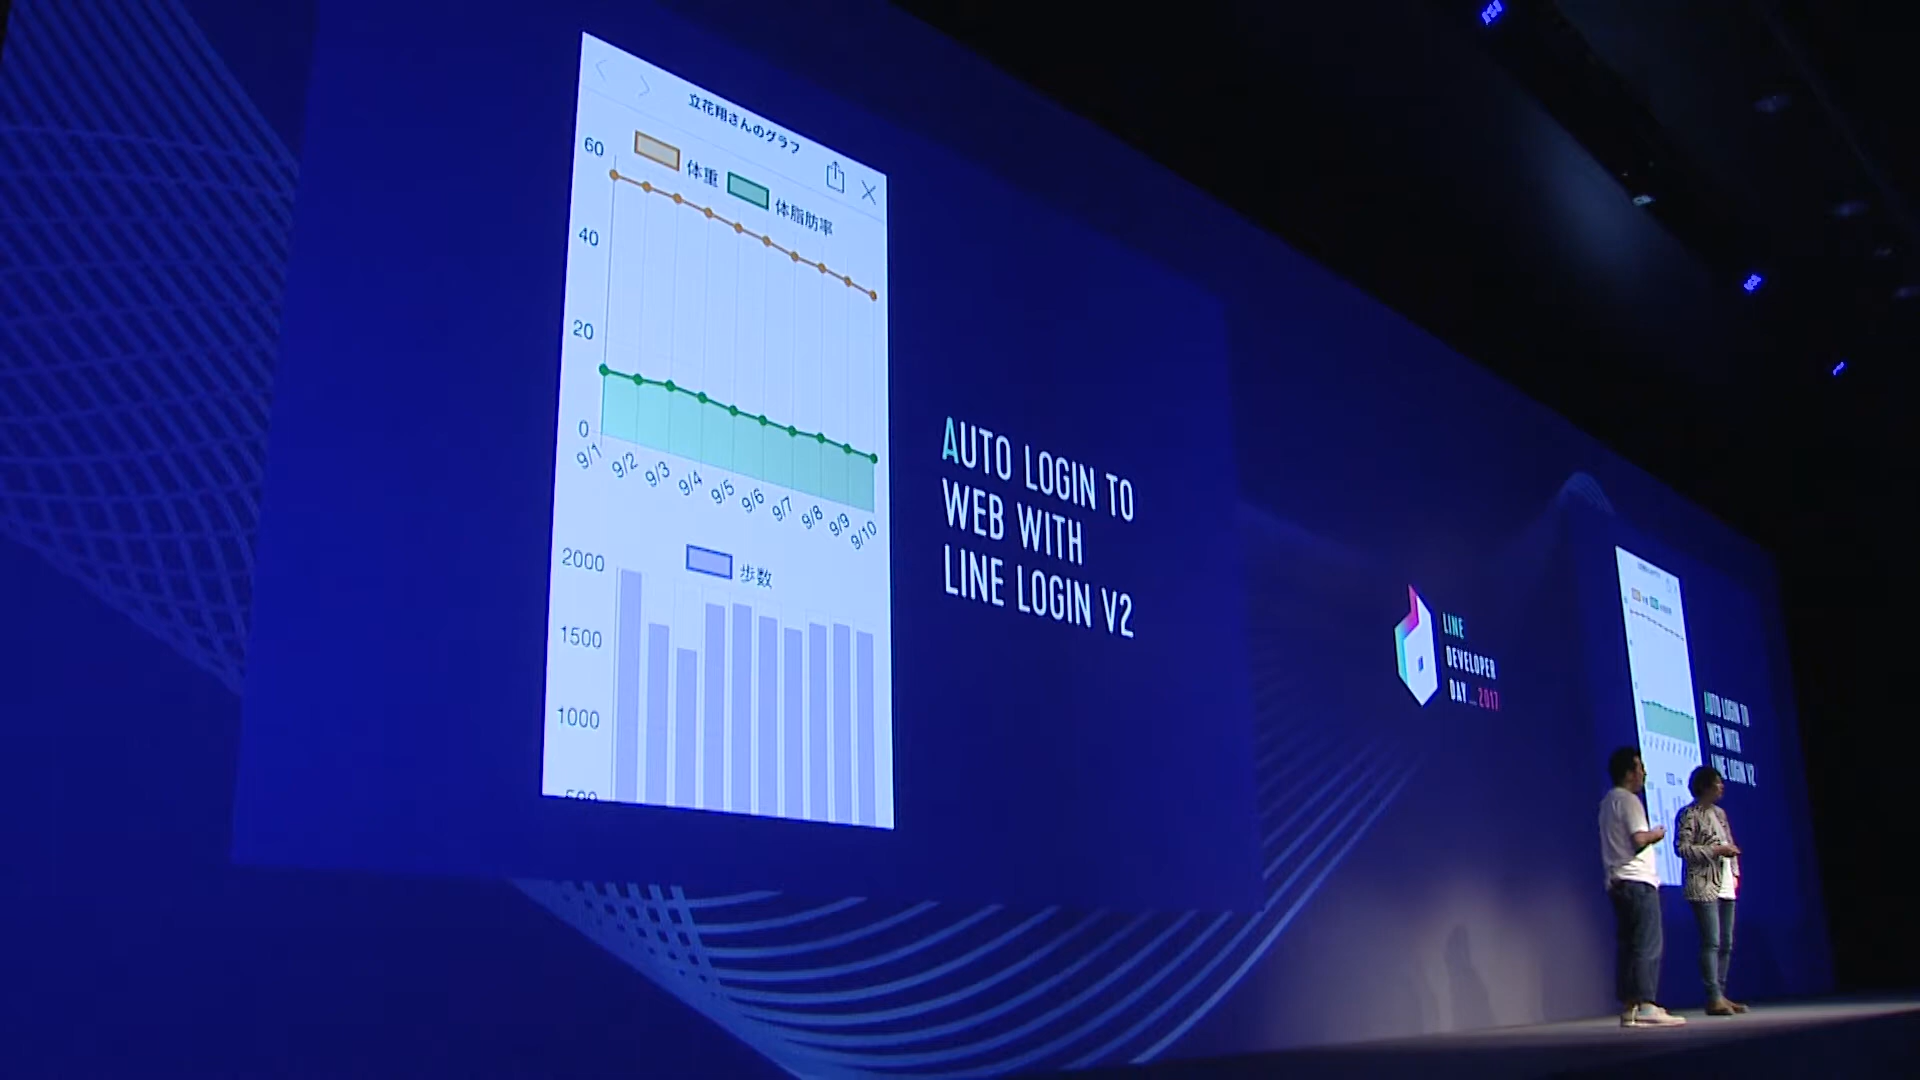 立花翔さんのグラフ
60
体重 体脂肪率
40
20
0
9/1 9/2 9/3 9/4 9/5 9/6 9/7 9/8 9/9 9/10
2000
歩数
1500
1000
500
AUTO LOGIN TO
WEB WITH
LINE LOGIN V2
LINE
DEVELOPER
DAY_2017
AUTO LOGIN TO
WEB WITH
LINE LOGIN V2